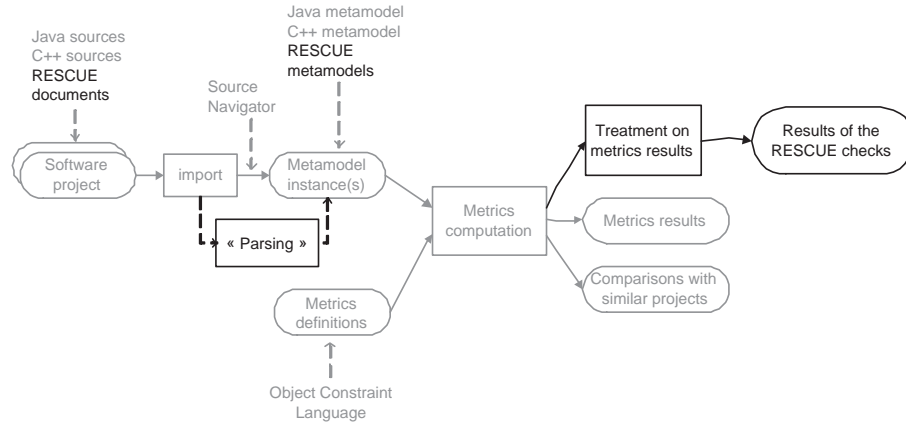 Java sources
C++ sources
RESCUE
documents
Java metamodel
C++ metamodel
RESCUE
metamodels
Source
Navigator
Software
project
import
Metamodel
instance(s)
« Parsing »
Metrics
definitions
Object Constraint
Language
Metrics
computation
Treatment on
metrics results
Results of the
RESCUE checks
Metrics results
Comparisons with
similar projects